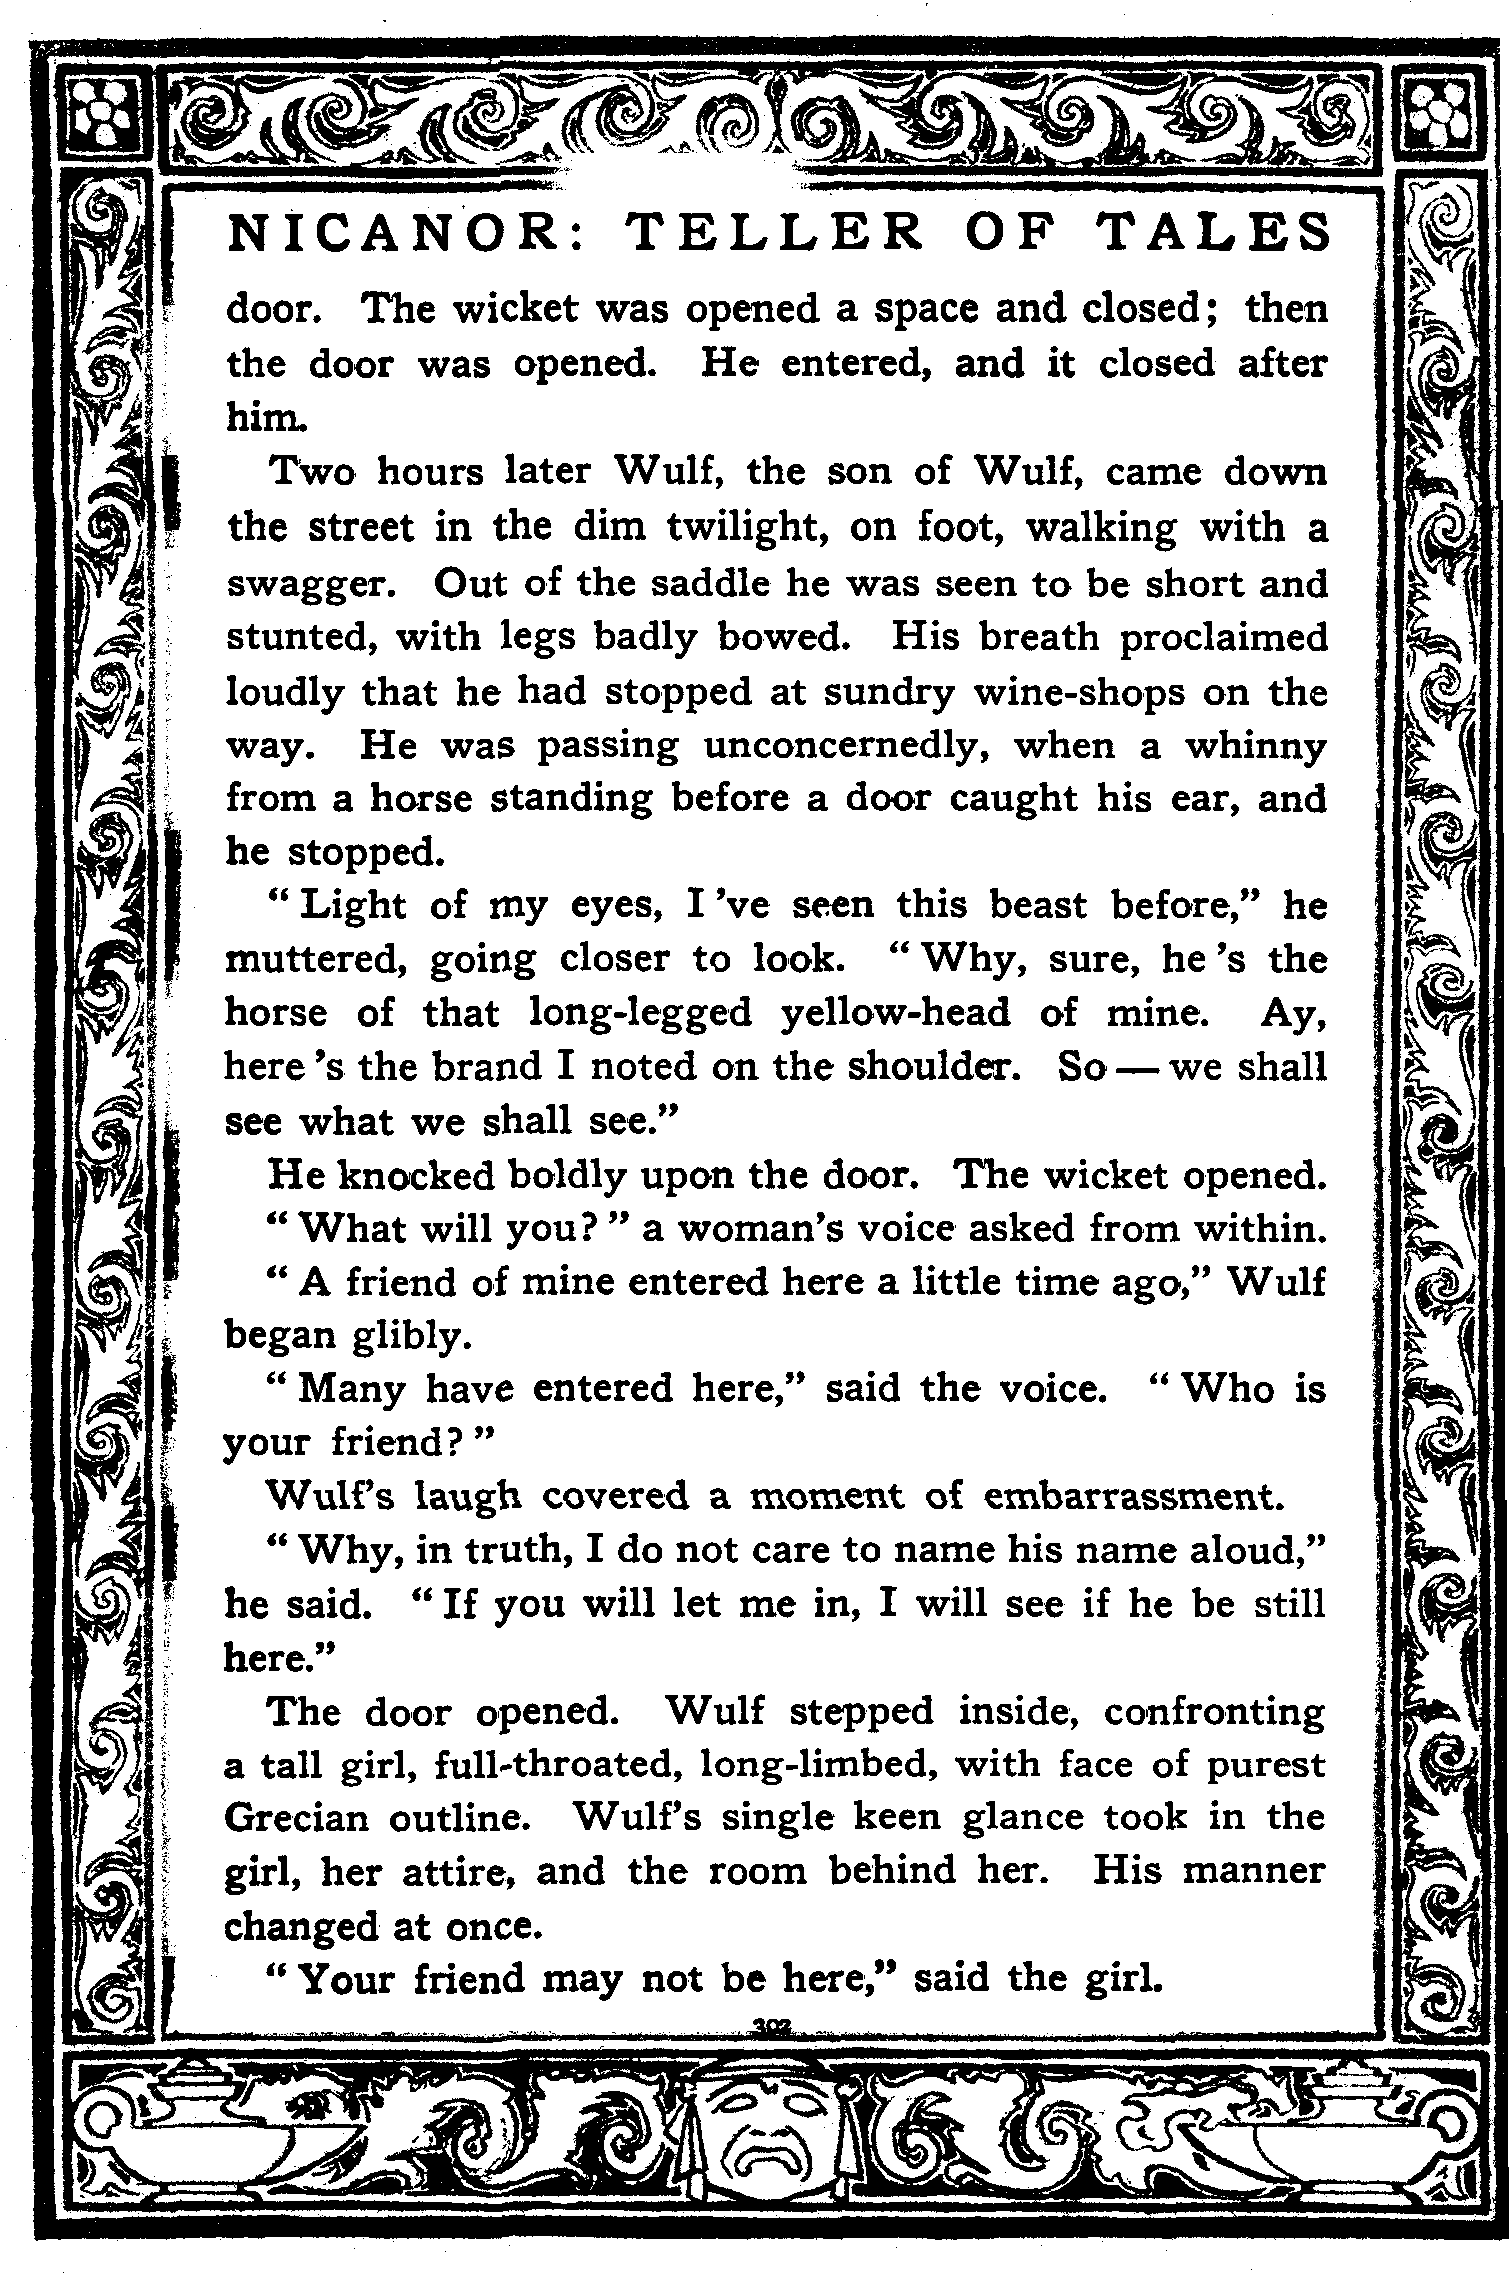 NICANOR: TELLER OF TALES
door. The wicket was opened a space and closed; then
the door was opened. He entered, and it closed after
him.
Two hours later Wulf, the son of Wulf, came down
the street in the dim twilight, on foot, walking with a
swagger. Out of the saddle he was seen to be short and
stunted, with legs badly bowed. His breath proclaimed
loudly that he had stopped at sundry wine-shops on the
way. He was passing unconcernedly, when a whinny
from a horse standing before a door caught his ear, and
he stopped.
“ Light of my eyes, I 've seen this beast before,” he
muttered, going closer to look. “ Why, sure, he 's the
horse of that long-legged yellow-head of mine. Ay,
here 's the brand I noted on the shoulder. So — we shall
see what we shall see.”
He knocked boldly upon the door. The wicket opened.
“ What will you? ” a woman's voice asked from within.
“ A friend of mine entered here a little time ago,” Wulf
began glibly.
“ Many have entered here,” said the voice. “ Who is
your friend? ”
Wulf's laugh covered a moment of embarrassment.
“ Why, in truth, I do not care to name his name aloud,”
he said. “ If you will let me in, I will see if he be still
here.”
The door opened. Wulf stepped inside, confronting
a tall girl, full-throated, long-limbed, with face of purest
Grecian outline. Wulf's single keen glance took in the
girl, her attire, and the room behind her. His manner
changed at once.
“ Your friend may not be here,” said the girl.
302